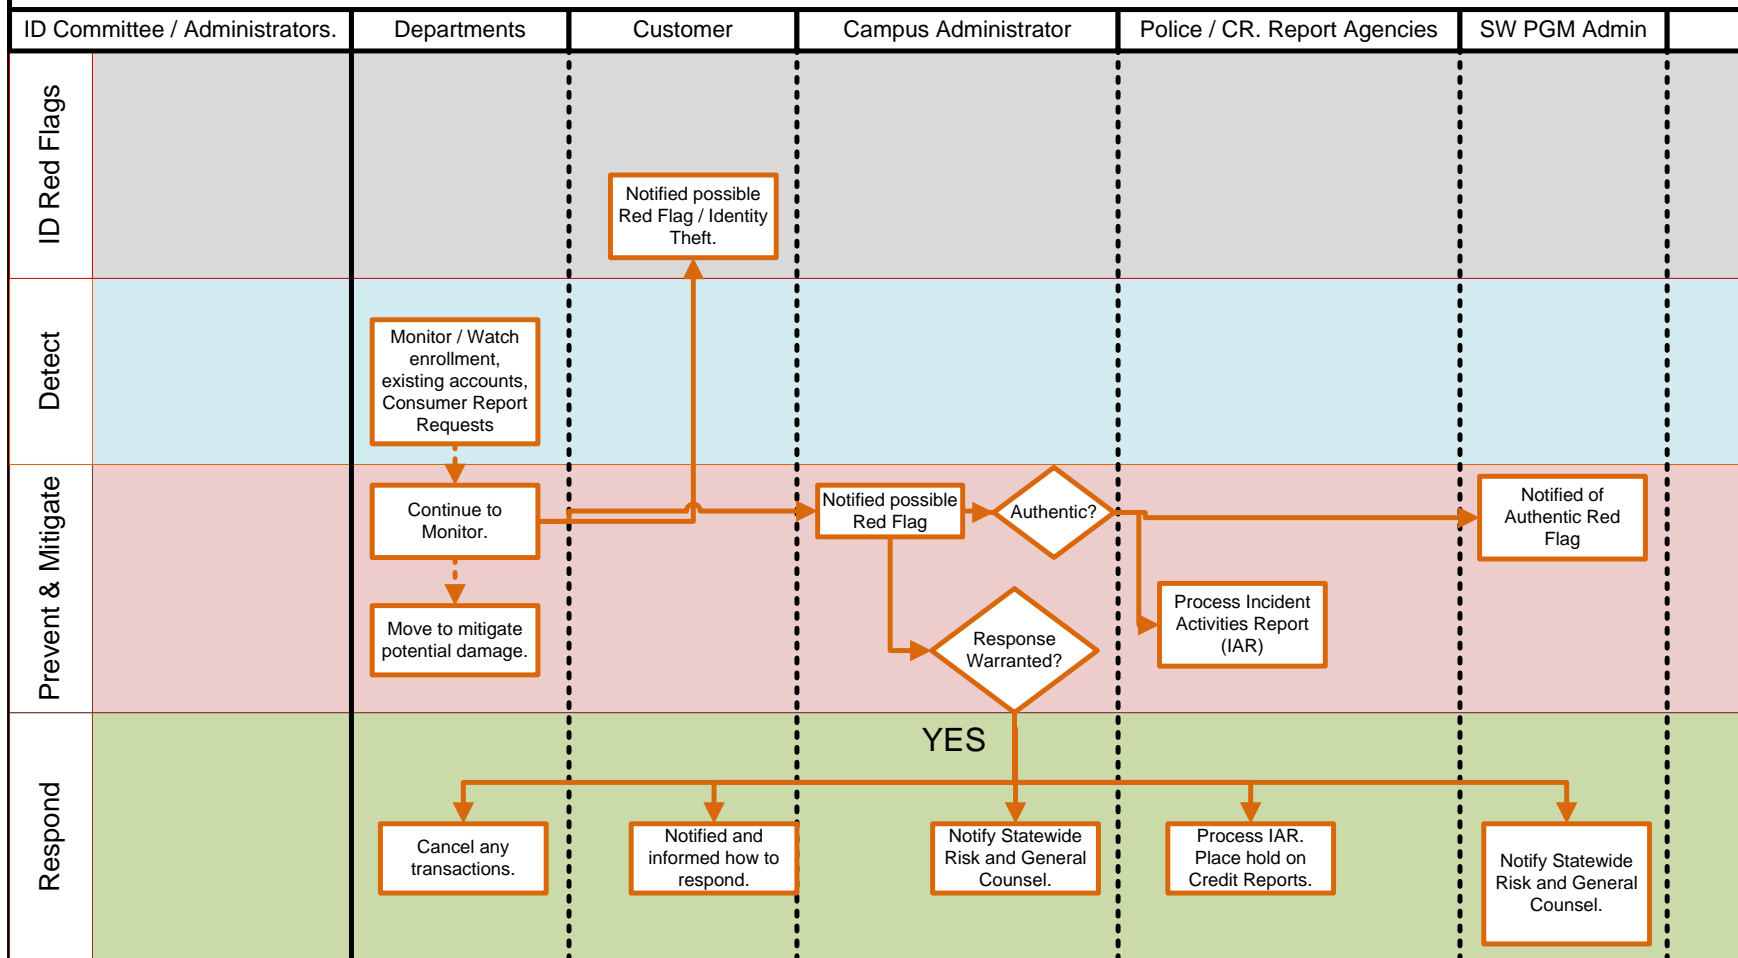 ID Committee / Administrators.
Departments
Customer
Campus Administrator
Police / CR. Report Agencies
SW PGM Admin
ID Red Flags
Notified possible
Red Flag / Identity
Theft.
Detect
Monitor / Watch
enrollment,
existing accounts,
Consumer Report
Requests
Prevent & Mitigate
Continue to
Monitor.
Notified possible
Red Flag
Authentic?
Notified of
Authentic Red
Flag
Move to mitigate
potential damage.
Response
Warranted?
Process Incident
Activities Report
(IAR)
YES
Respond
Cancel any
transactions.
Notified and
informed how to
respond.
Notify Statewide
Risk and General
Counsel.
Process IAR.
Place hold on
Credit Reports.
Notify Statewide
Risk and General
Counsel.